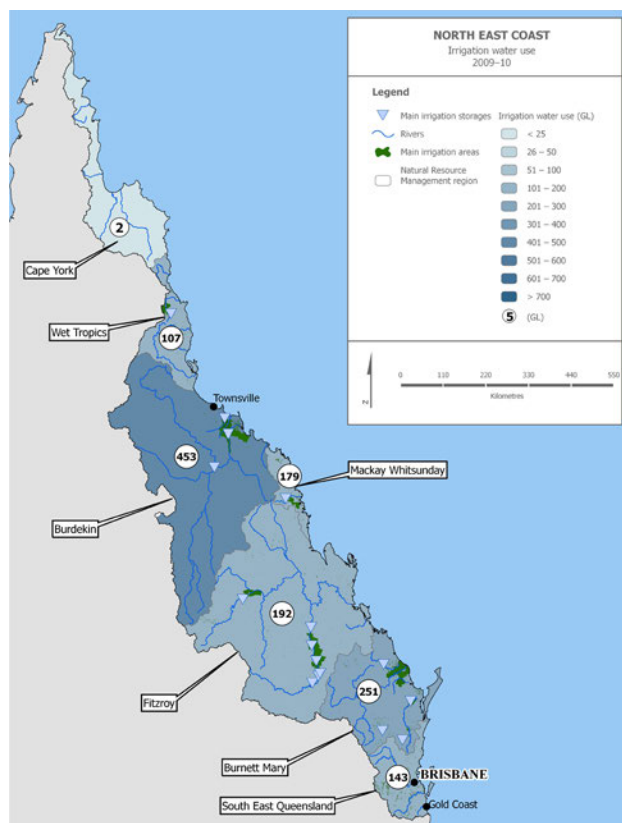 NORTH EAST COAST
Irrigation water use
2009–10
Legend
Main irrigation storages
Rivers
Main irrigation areas
Natural Resource
Management region
Irrigation water use (GL)
< 25
26 – 50
51 – 100
101 – 200
201 – 300
301 – 400
401 – 500
501 – 600
601 – 700
> 700
5 (GL)
N
0 110 220 330 440 550
Kilometres
2
Cape York
Wet Tropics
107
Townsville
453
179
Mackay Whitsunday
Burdekin
192
Fitzroy
251
Burnett Mary
143
BRISBANE
South East Queensland
Gold Coast